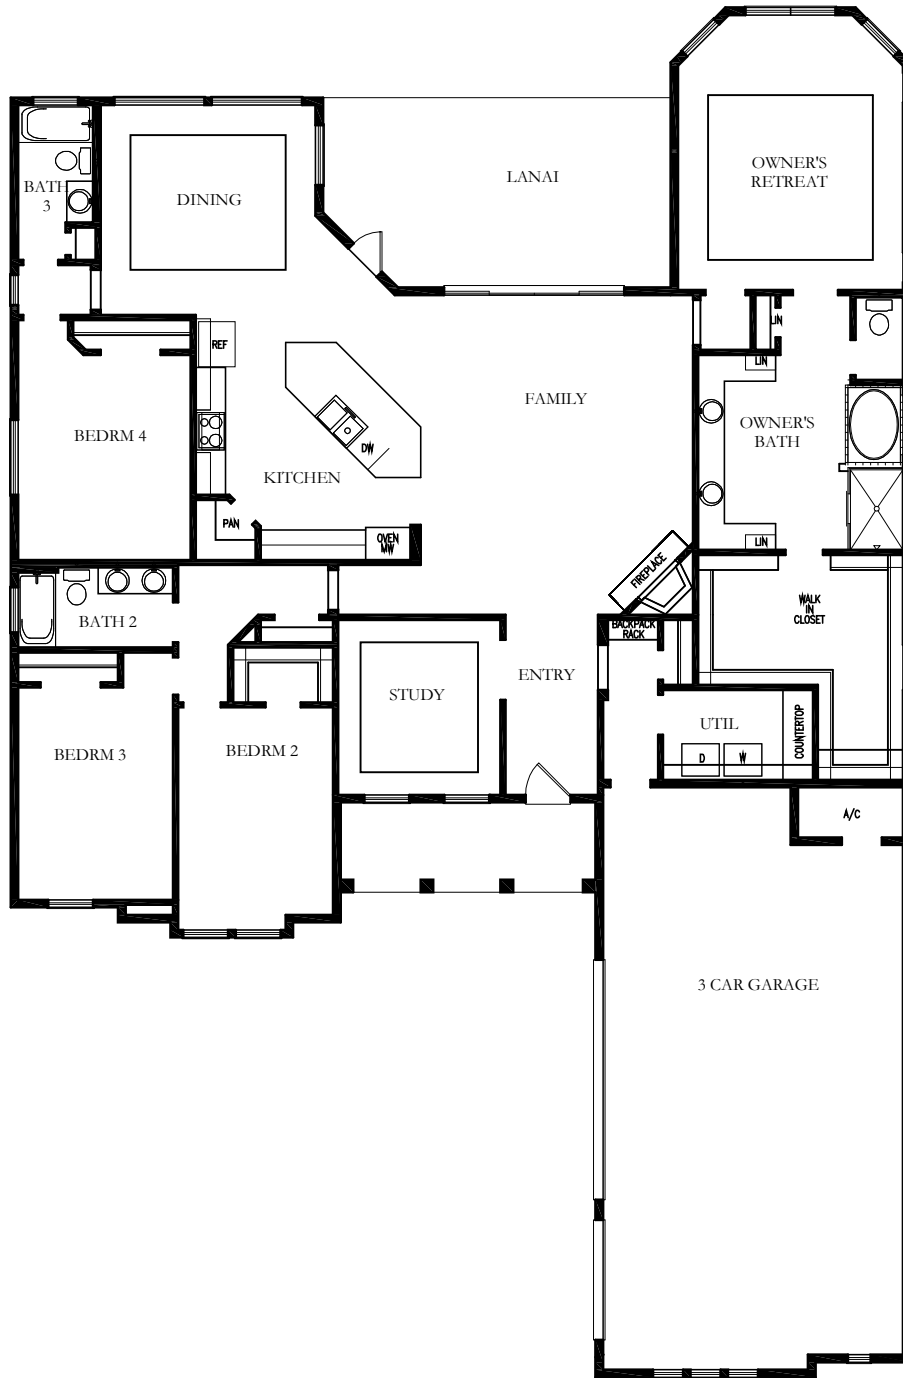 OWNER'S
RETREAT
LANAI
DINING
BATH
3
LIN
REF
LIN
FAMILY
OWNER'S
BATH
BEDRM 4
DW
KITCHEN
PAN
OVEN
MW
LIN
FIREPLACE
WALK
IN
CLOSET
BATH 2
BACKPACK
RACK
ENTRY
STUDY
UTIL
COUNTERTOP
BEDRM 3
BEDRM 2
D
W
A/C
3 CAR GARAGE